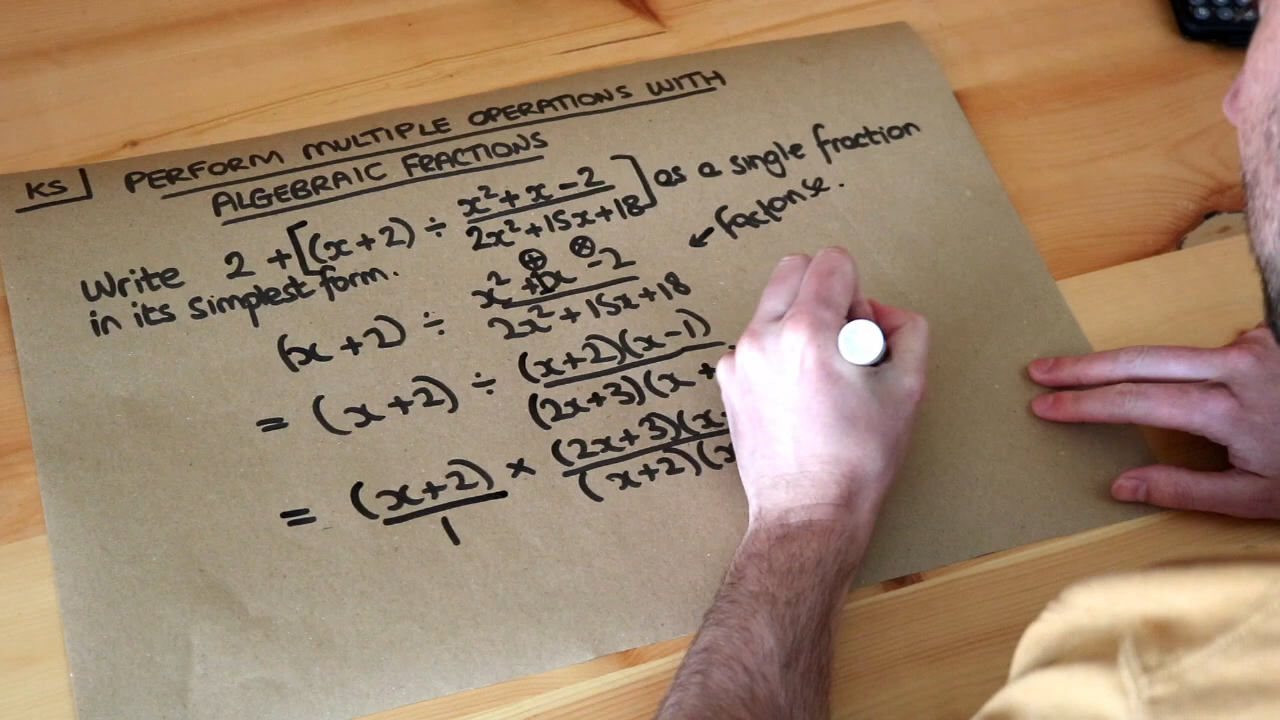 KS PERFORM MULTIPLE OPERATIONS WITH
ALGEBRAIC FRACTIONS
Write 2 + [(x+2) ÷ (x²+x-2)/(2x²+15x+18)] as a single fraction
in its simplest form.
(x+2) ÷ (x²+1x-2)/(2x²+15x+18) ← factorise.
⊕ ⊗
= (x+2) ÷ (x+2)(x-1)/(2x+3)(x+
= (x+2)/1 × (2x+3)(x/(x+2)(x